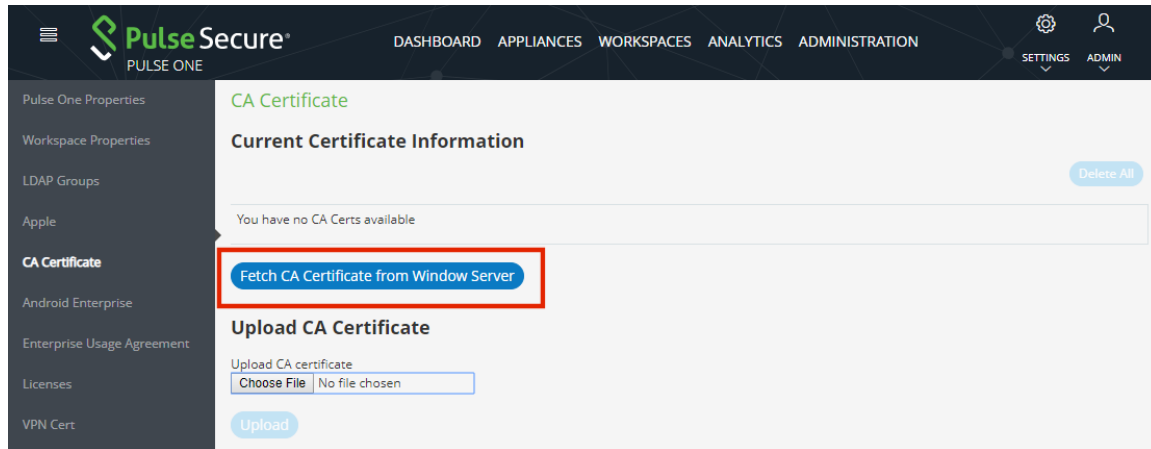 Pulse Secure®
PULSE ONE
DASHBOARD APPLIANCES WORKSPACES ANALYTICS ADMINISTRATION
SETTINGS ADMIN
Pulse One Properties
Workspace Properties
LDAP Groups
Apple
CA Certificate
Android Enterprise
Enterprise Usage Agreement
Licenses
VPN Cert
CA Certificate
Current Certificate Information
Delete All
You have no CA Certs available
Fetch CA Certificate from Window Server
Upload CA Certificate
Upload CA certificate
Choose File No file chosen
Upload